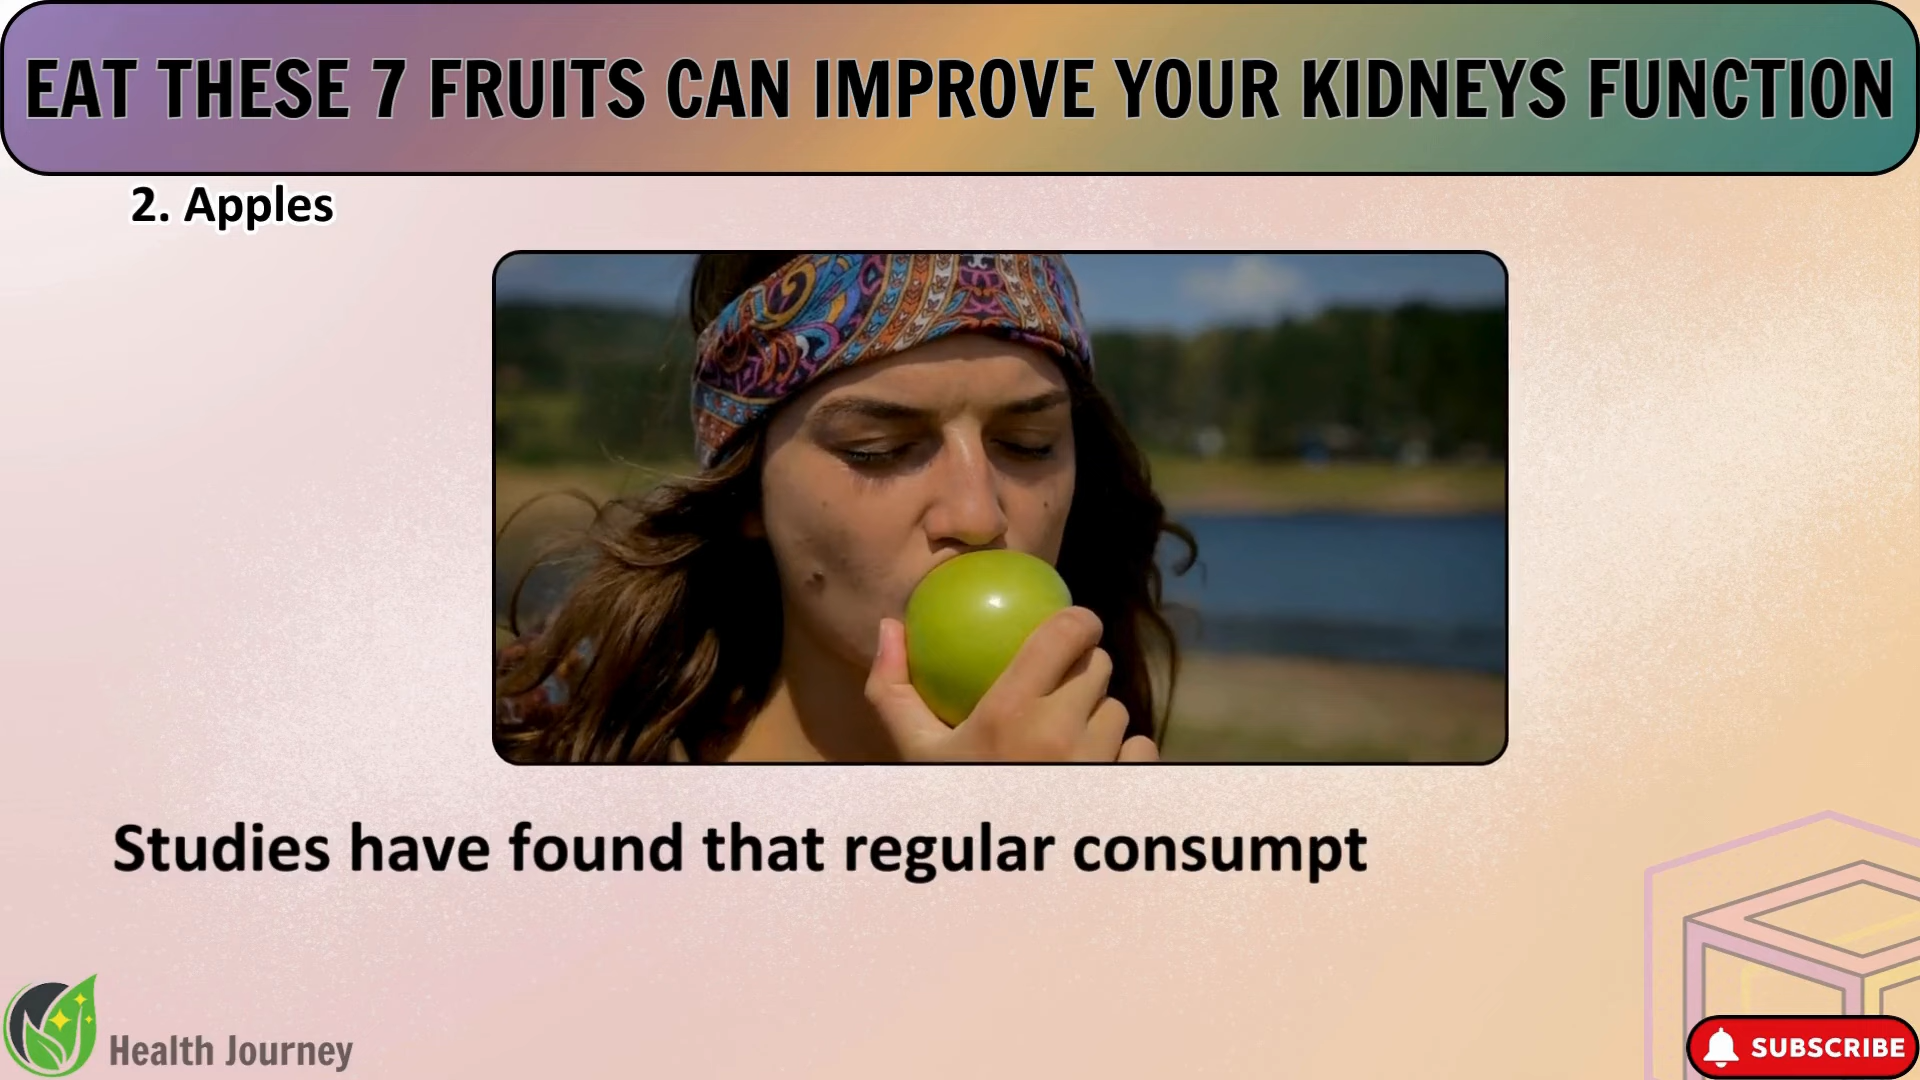 EAT THESE 7 FRUITS CAN IMPROVE YOUR KIDNEYS FUNCTION
2. Apples
Studies have found that regular consumpt
Health Journey
SUBSCRIBE